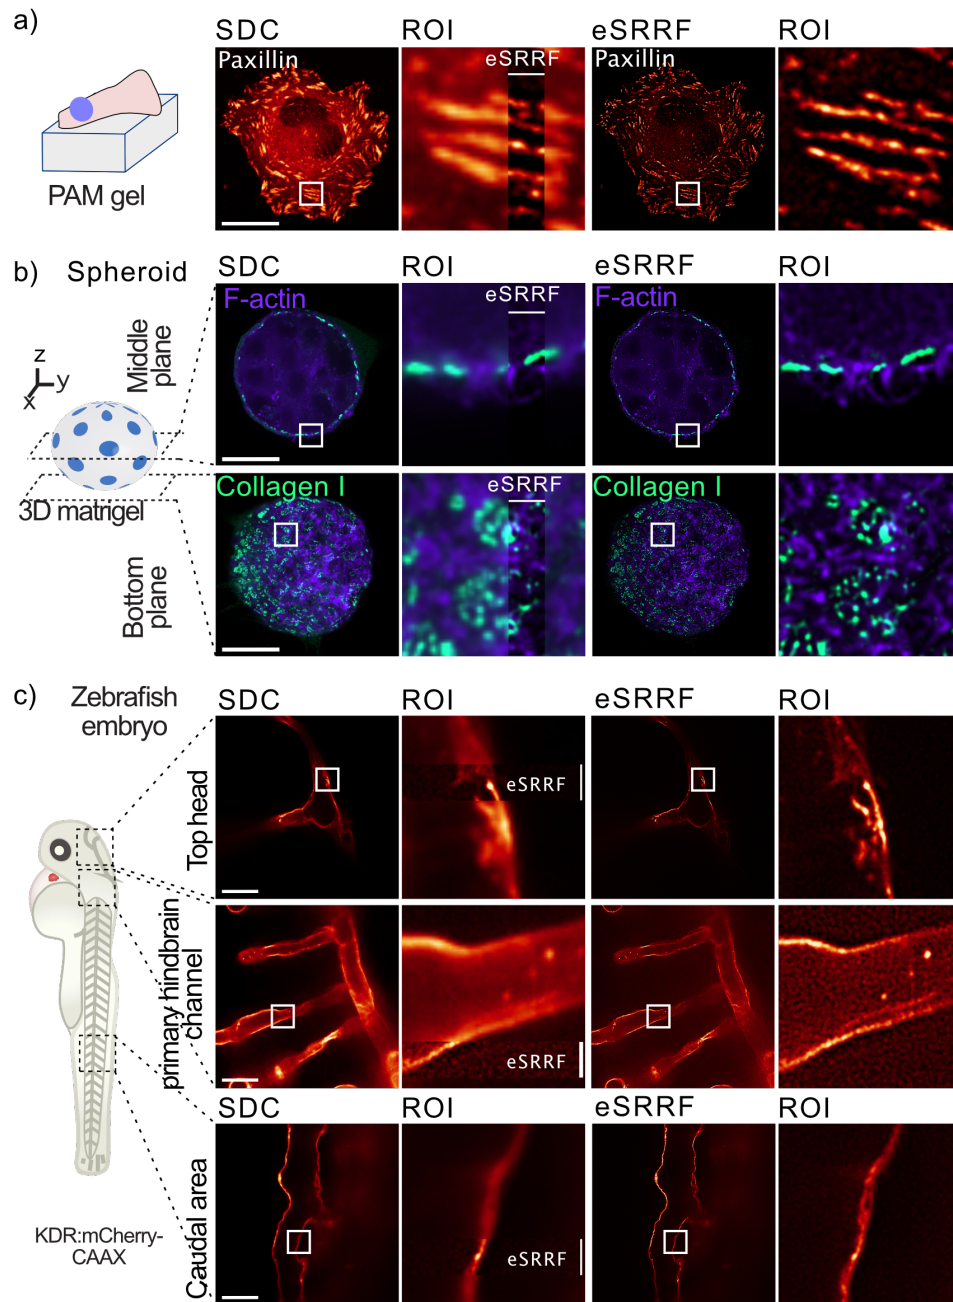 a)
SDC ROI eSRRF ROI
Paxillin
eSRRF
Paxillin
PAM gel
b) Spheroid
SDC ROI eSRRF ROI
F-actin
eSRRF
F-actin
Middle
plane
z
y
x
3D matrigel
Collagen I
eSRRF
Collagen I
Bottom
plane
c) Zebrafish
embryo
SDC ROI eSRRF ROI
Top head
eSRRF
primary hindbrain
channel
eSRRF
SDC ROI eSRRF ROI
Caudal area
eSRRF
KDR:mCherry-
CAAX